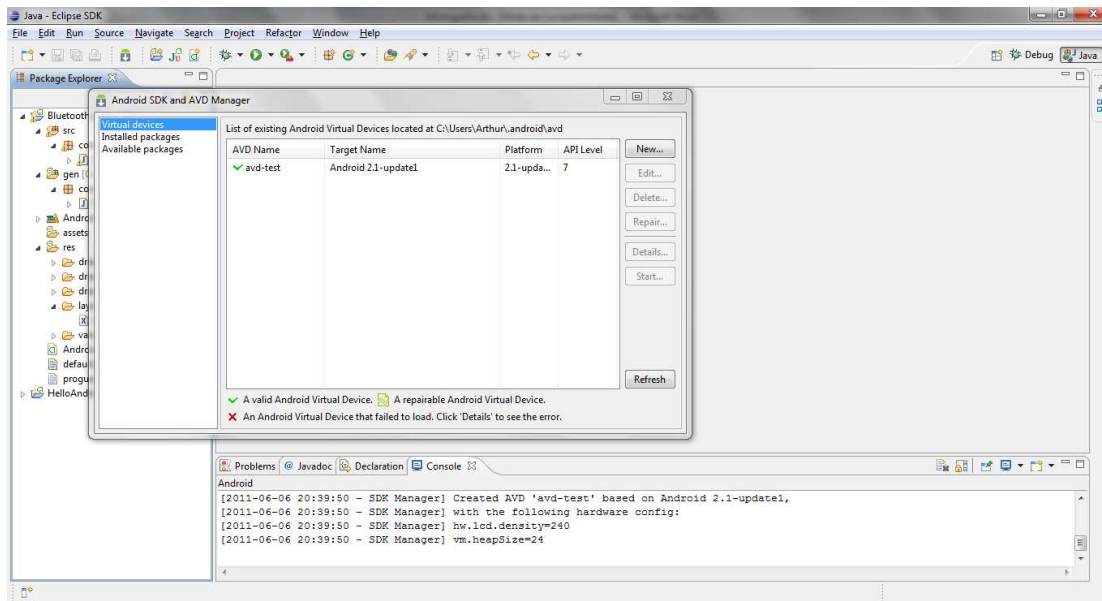 Java - Eclipse SDK
File Edit Run Source Navigate Search Project Refactor Window Help
Debug Java
Package Explorer
Android SDK and AVD Manager
Virtual devices
Installed packages
Available packages
List of existing Android Virtual Devices located at C:\Users\Arthur\.android\avd
AVD Name Target Name Platform API Level
avd-test Android 2.1-update1 2.1-upda... 7
New...
Edit...
Delete...
Repair...
Details...
Start...
Refresh
A valid Android Virtual Device. A repairable Android Virtual Device.
An Android Virtual Device that failed to load. Click 'Details' to see the error.
Bluetooth
src
co
gen
co
Andro
assets
res
dr
dr
dr
lay
va
Andro
defau
progu
HelloAnd
Problems Javadoc Declaration Console
Android
[2011-06-06 20:39:50 - SDK Manager] Created AVD 'avd-test' based on Android 2.1-update1,
[2011-06-06 20:39:50 - SDK Manager] with the following hardware config:
[2011-06-06 20:39:50 - SDK Manager] hw.lcd.density=240
[2011-06-06 20:39:50 - SDK Manager] vm.heapSize=24